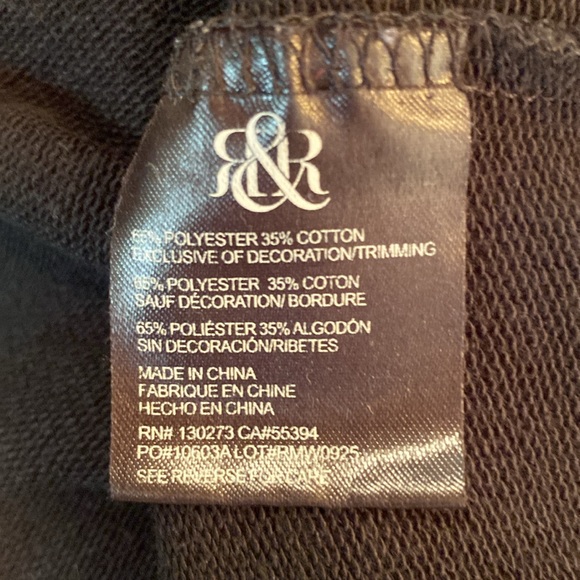 R&R
65% POLYESTER 35% COTTON
EXCLUSIVE OF DECORATION/TRIMMING
65% POLYESTER 35% COTON
SAUF DÉCORATION/ BORDURE
65% POLIÉSTER 35% ALGODÓN
SIN DECORACIÓN/RIBETES
MADE IN CHINA
FABRIQUE EN CHINE
HECHO EN CHINA
RN# 130273 CA#55394
PO#10603A LOT#RMW0925
SEE REVERSE FOR CARE